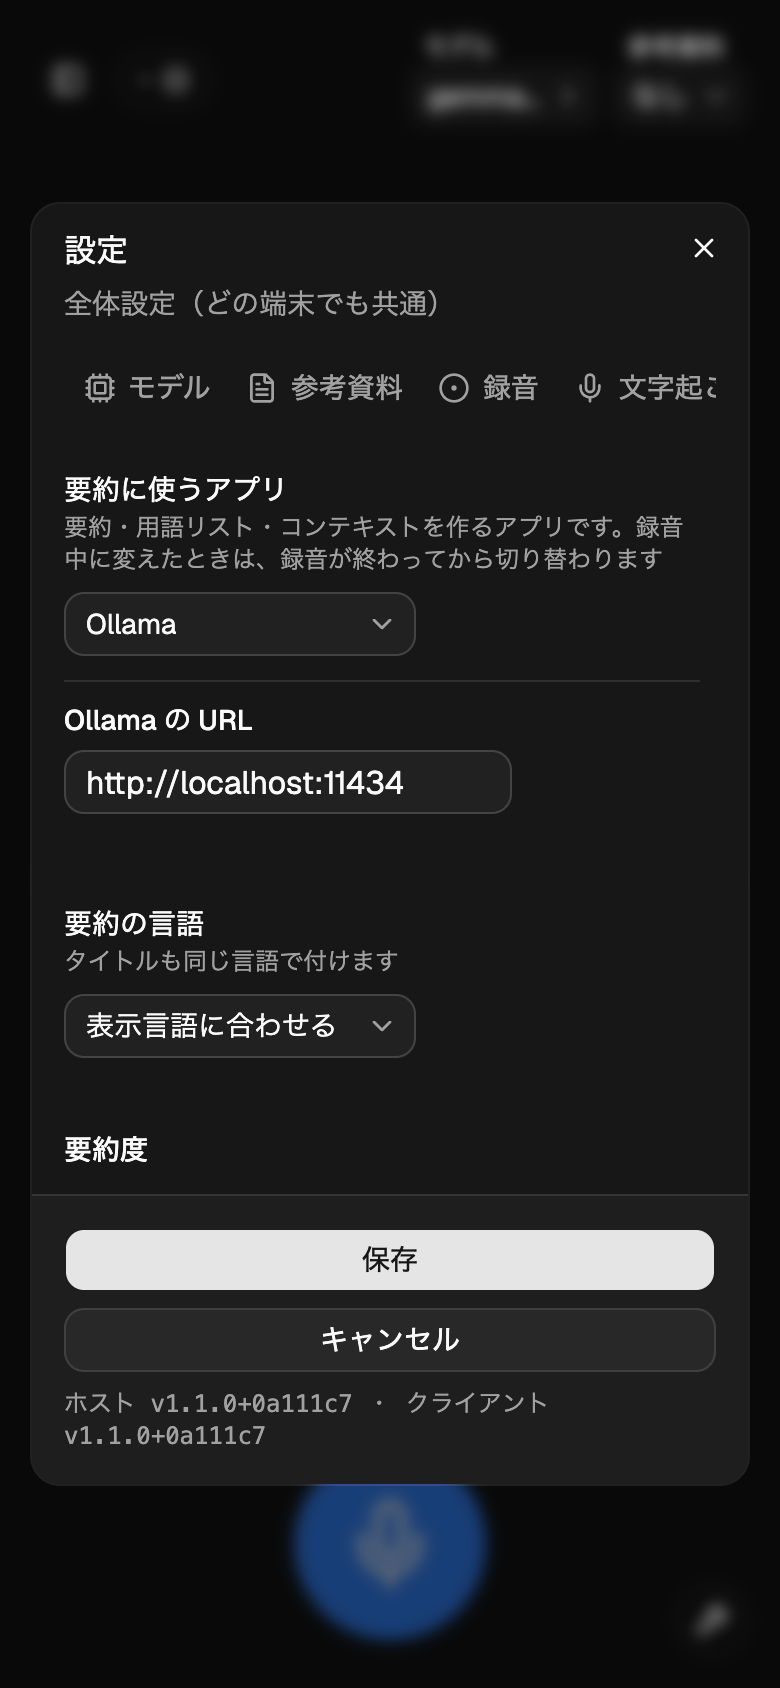 モデル
設定
全体設定（どの端末でも共通）
モデル 参考資料 録音 文字起こ
要約に使うアプリ
要約・用語リスト・コンテキストを作るアプリです。録音
中に変えたときは、録音が終わってから切り替わります
Ollama
Ollama の URL
http://localhost:11434
要約の言語
タイトルも同じ言語で付けます
表示言語に合わせる
要約度
保存
キャンセル
ホスト v1.1.0+0a111c7 · クライアント
v1.1.0+0a111c7